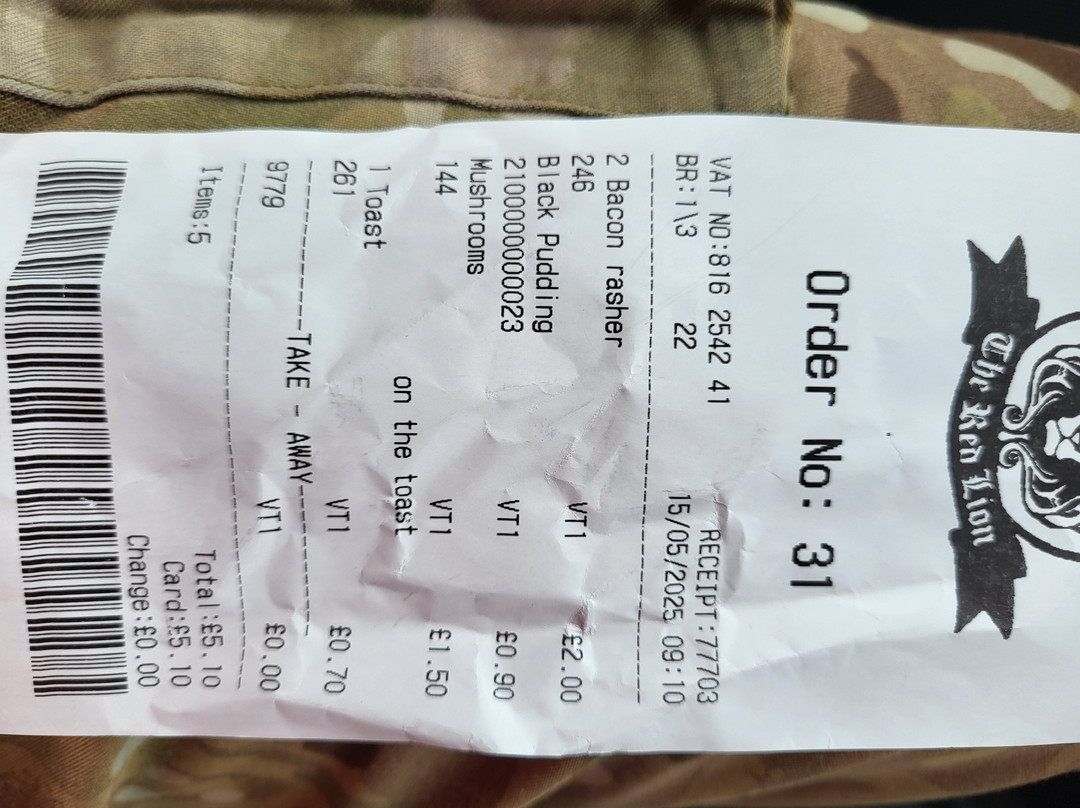 The Red Lion
Order No: 31
VAT NO:816 2542 41 RECEIPT:777703
BR:1\3 22 15/05/2025 09:10
2 Bacon rasher
246 VT1 £2.00
Black Pudding
2100000000023 VT1 £0.90
Mushrooms
144 VT1 £1.50
on the toast
1 Toast
261 VT1 £0.70
TAKE - AWAY
9779 VT1 £0.00
Items:5 Total:£5.10
Card:£5.10
Change:£0.00